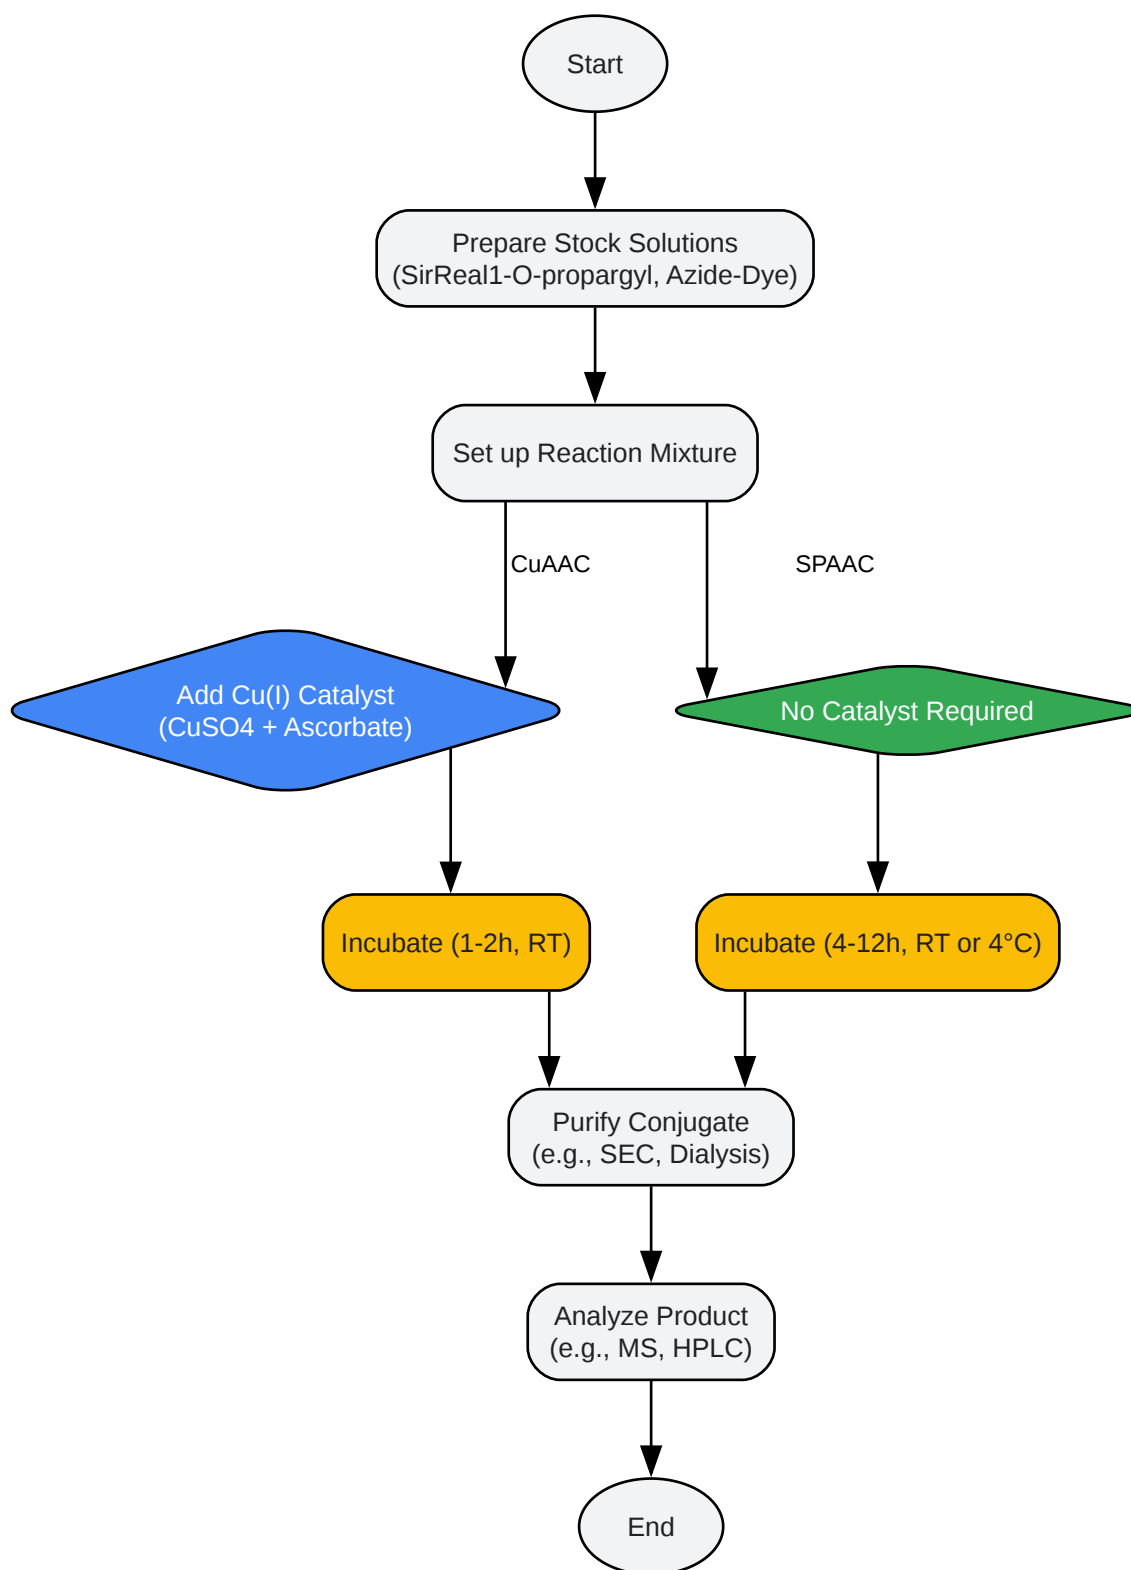 Start
Prepare Stock Solutions
(SirReal1-O-propargyl, Azide-Dye)
Set up Reaction Mixture
CuAAC
SPAAC
Add Cu(I) Catalyst
(CuSO4 + Ascorbate)
No Catalyst Required
Incubate (1-2h, RT)
Incubate (4-12h, RT or 4°C)
Purify Conjugate
(e.g., SEC, Dialysis)
Analyze Product
(e.g., MS, HPLC)
End